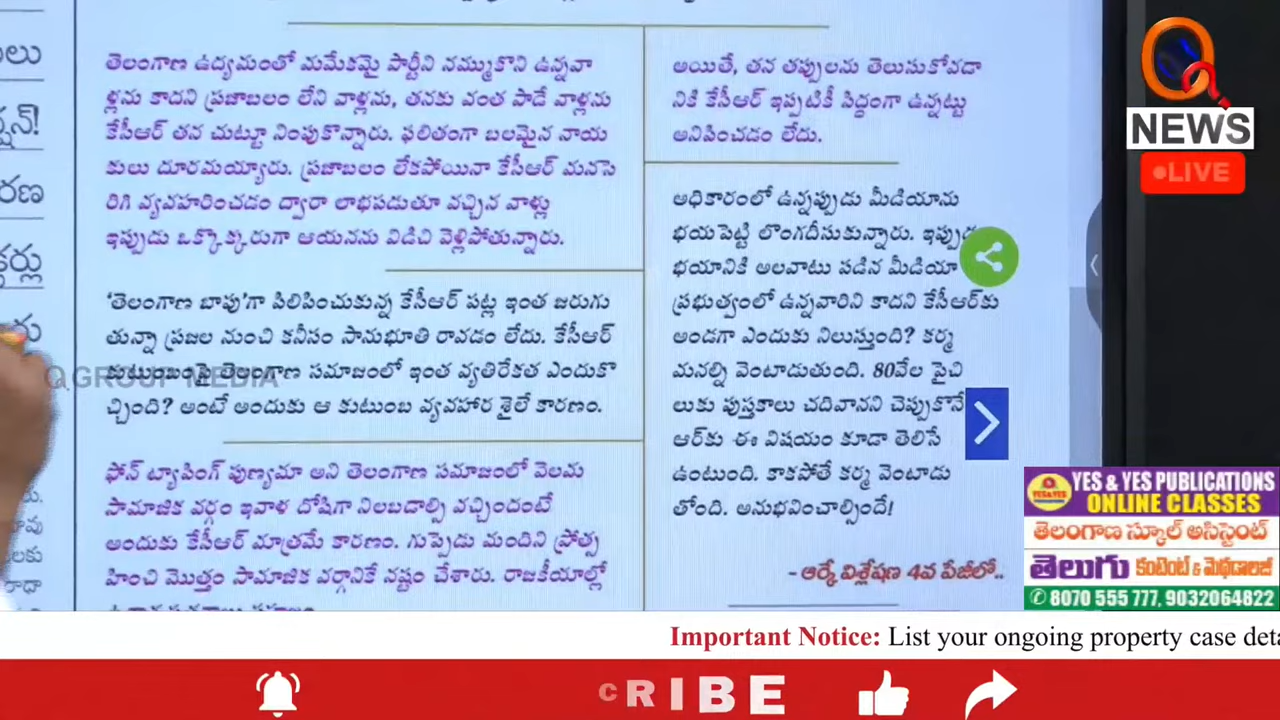 తెలంగాణ ఉద్యమంతో మమేకమై పార్టీని నమ్ముకొని ఉన్నవా
ళ్లను కాదని ప్రజాబలం లేని వాళ్లను, తనకు వంత పాడే వాళ్లను
కేసీఆర్ తన చుట్టూ నింపుకొన్నారు. ఫలితంగా బలమైన నాయ
కులు దూరమయ్యారు. ప్రజాబలం లేకపోయినా కేసీఆర్ మనసె
రిగి వ్యవహరించడం ద్వారా లాభపడుతూ వచ్చిన వాళ్లు
ఇప్పుడు ఒక్కొక్కరుగా ఆయనను విడిచి వెళ్లిపోతున్నారు.
'తెలంగాణ బాపు'గా పిలిపించుకున్న కేసీఆర్ పట్ల ఇంత జరుగు
తున్నా ప్రజల నుంచి కనీసం సానుభూతి రావడం లేదు. కేసీఆర్
కుటుంబంపై తెలంగాణ సమాజంలో ఇంత వ్యతిరేకత ఎందుకొ
చ్చింది? అంటే అందుకు ఆ కుటుంబ వ్యవహార శైలే కారణం.
ఫోన్ ట్యాపింగ్ పుణ్యమా అని తెలంగాణ సమాజంలో వెలమ
సామాజిక వర్గం ఇవాళ దోషిగా నిలబడాల్సి వచ్చిందంటే
అందుకు కేసీఆర్ మాత్రమే కారణం. గుప్పెడు మందిని ప్రోత్స
హించి మొత్తం సామాజిక వర్గానికే నష్టం చేశారు. రాజకీయాల్లో
అయితే, తన తప్పులను తెలుసుకోవడా
నికి కేసీఆర్ ఇప్పటికీ సిద్ధంగా ఉన్నట్టు
అనిపించడం లేదు.
అధికారంలో ఉన్నప్పుడు మీడియాను
భయపెట్టి లొంగదీసుకున్నారు. ఇప్పుడు
భయానికి అలవాటు పడిన మీడియా
ప్రభుత్వంలో ఉన్నవారిని కాదని కేసీఆర్‌కు
అండగా ఎందుకు నిలుస్తుంది? కర్మ
మనల్ని వెంటాడుతుంది. 80వేల పైచి
లుకు పుస్తకాలు చదివానని చెప్పుకొనే
ఆర్‌కు ఈ విషయం కూడా తెలిసే
ఉంటుంది. కాకపోతే కర్మ వెంటాడు
తోంది. అనుభవించాల్సిందే!
- ఆర్కే విశ్లేషణ 4వ పేజీలో..
Q GROUP MEDIA
Q
NEWS
LIVE
YES & YES PUBLICATIONS
ONLINE CLASSES
తెలంగాణ స్కూల్ అసిస్టెంట్
తెలుగు కంటెంట్ & మెథడాలజీ
8070 555 777, 9032064822
Important Notice: List your ongoing property case deta
CRIBE